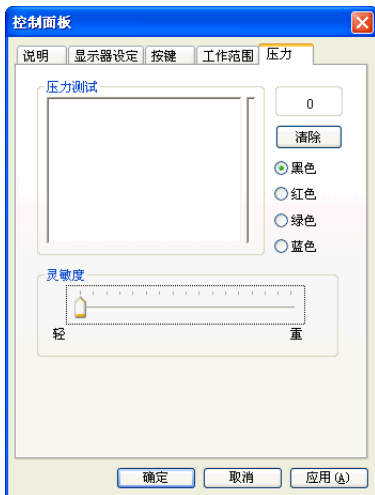 控制面板
说明 显示器设定 按键 工作范围 压力
压力测试
0
清除
黑色
红色
绿色
蓝色
灵敏度
轻 重
确定 取消 应用(A)